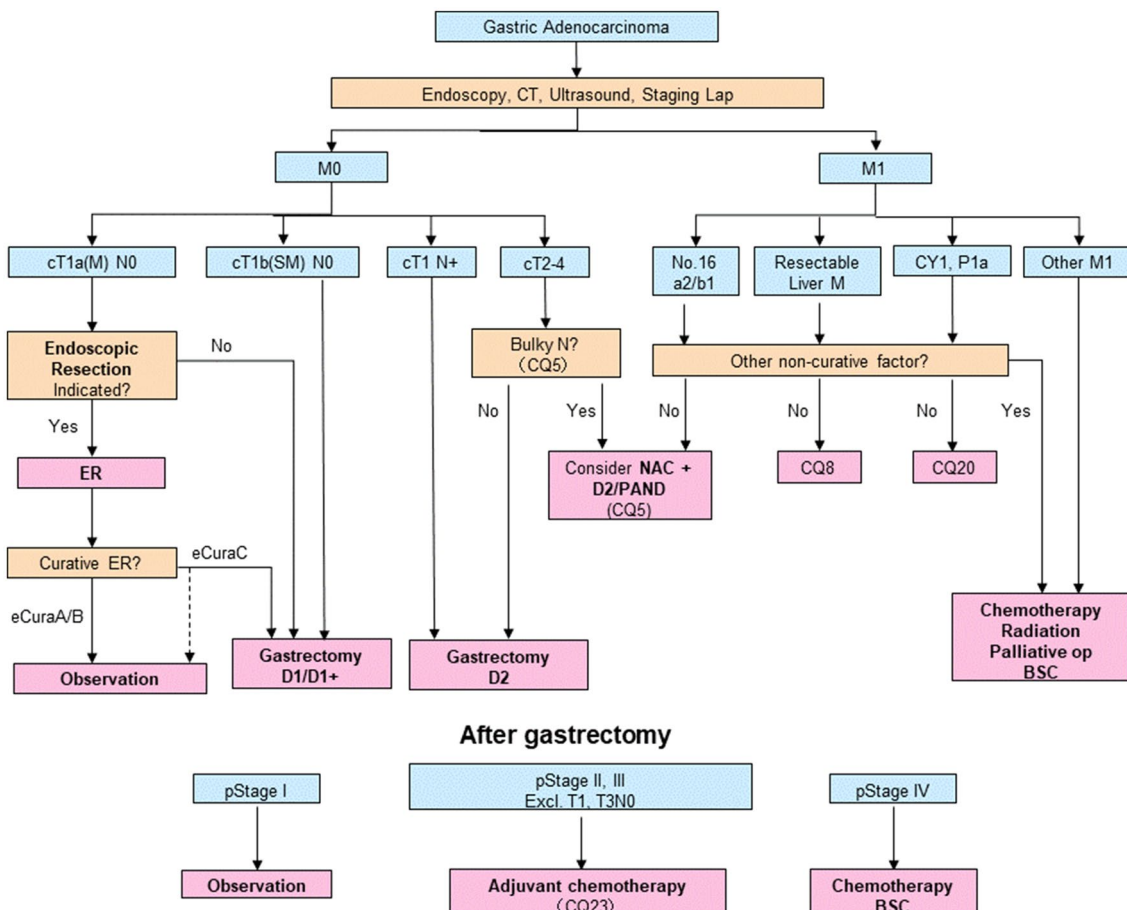 Gastric Adenocarcinoma
Endoscopy, CT, Ultrasound, Staging Lap
M0
M1
cT1a(M) N0
cT1b(SM) N0
cT1 N+
cT2-4
No.16
a2/b1
Resectable
Liver M
CY1, P1a
Other M1
Endoscopic
Resection
Indicated?
No
Bulky N?
(CQ5)
Other non-curative factor?
Yes
No
Yes
No
No
No
Yes
ER
Consider NAC +
D2/PAND
(CQ5)
CQ8
CQ20
Curative ER?
eCuraC
eCuraA/B
Observation
Gastrectomy
D1/D1+
Gastrectomy
D2
Chemotherapy
Radiation
Palliative op
BSC
After gastrectomy
pStage I
pStage II, III
Excl. T1, T3N0
pStage IV
Observation
Adjuvant chemotherapy
(CQ23)
Chemotherapy
BSC